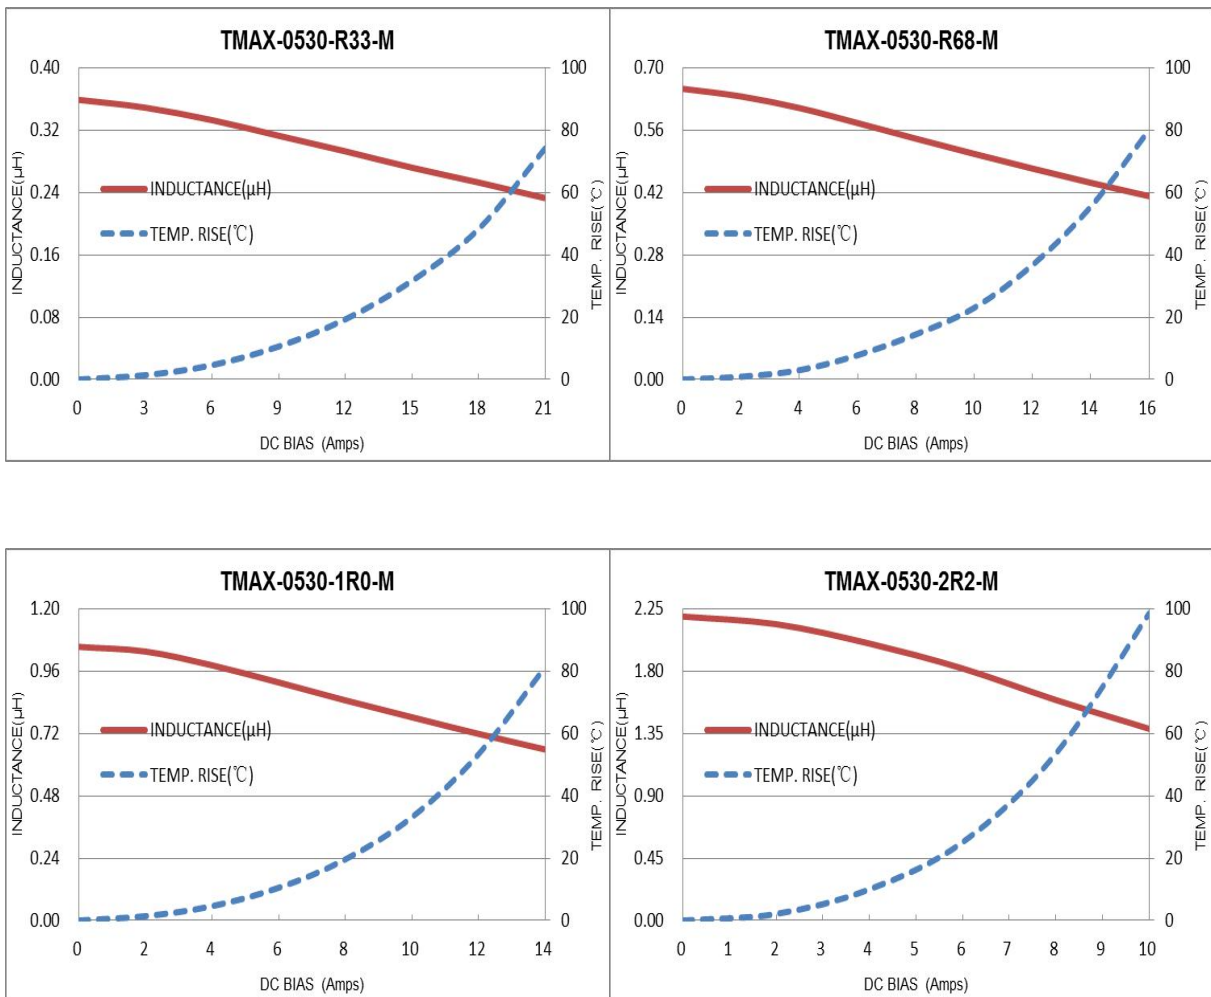 TMAX-0530-R33-M
0.40
0.32
0.24
0.16
0.08
0.00
INDUCTANCE(μH)
INDUCTANCE(μH)
TEMP. RISE(℃)
100
80
60
40
20
0
TEMP. RISE(℃)
0 3 6 9 12 15 18 21
DC BIAS (Amps)
TMAX-0530-R68-M
0.70
0.56
0.42
0.28
0.14
0.00
INDUCTANCE(μH)
INDUCTANCE(μH)
TEMP. RISE(℃)
100
80
60
40
20
0
TEMP. RISE(℃)
0 2 4 6 8 10 12 14 16
DC BIAS (Amps)
TMAX-0530-1R0-M
1.20
0.96
0.72
0.48
0.24
0.00
INDUCTANCE(μH)
INDUCTANCE(μH)
TEMP. RISE(℃)
100
80
60
40
20
0
TEMP. RISE(℃)
0 2 4 6 8 10 12 14
DC BIAS (Amps)
TMAX-0530-2R2-M
2.25
1.80
1.35
0.90
0.45
0.00
INDUCTANCE(μH)
INDUCTANCE(μH)
TEMP. RISE(℃)
100
80
60
40
20
0
TEMP. RISE(℃)
0 1 2 3 4 5 6 7 8 9 10
DC BIAS (Amps)